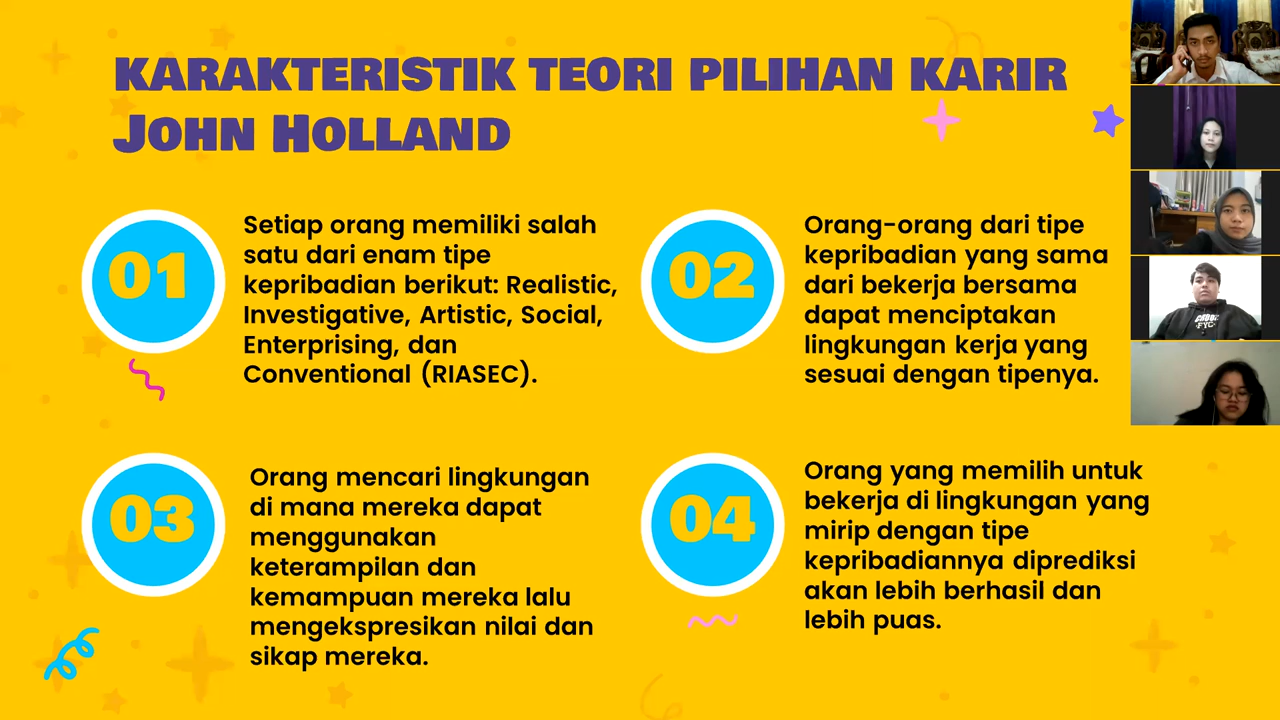 KARAKTERISTIK TEORI PILIHAN KARIR
JOHN HOLLAND
01
Setiap orang memiliki salah
satu dari enam tipe
kepribadian berikut: Realistic,
Investigative, Artistic, Social,
Enterprising, dan
Conventional (RIASEC).
02
Orang-orang dari tipe
kepribadian yang sama
dari bekerja bersama
dapat menciptakan
lingkungan kerja yang
sesuai dengan tipenya.
03
Orang mencari lingkungan
di mana mereka dapat
menggunakan
keterampilan dan
kemampuan mereka lalu
mengekspresikan nilai dan
sikap mereka.
04
Orang yang memilih untuk
bekerja di lingkungan yang
mirip dengan tipe
kepribadiannya diprediksi
akan lebih berhasil dan
lebih puas.